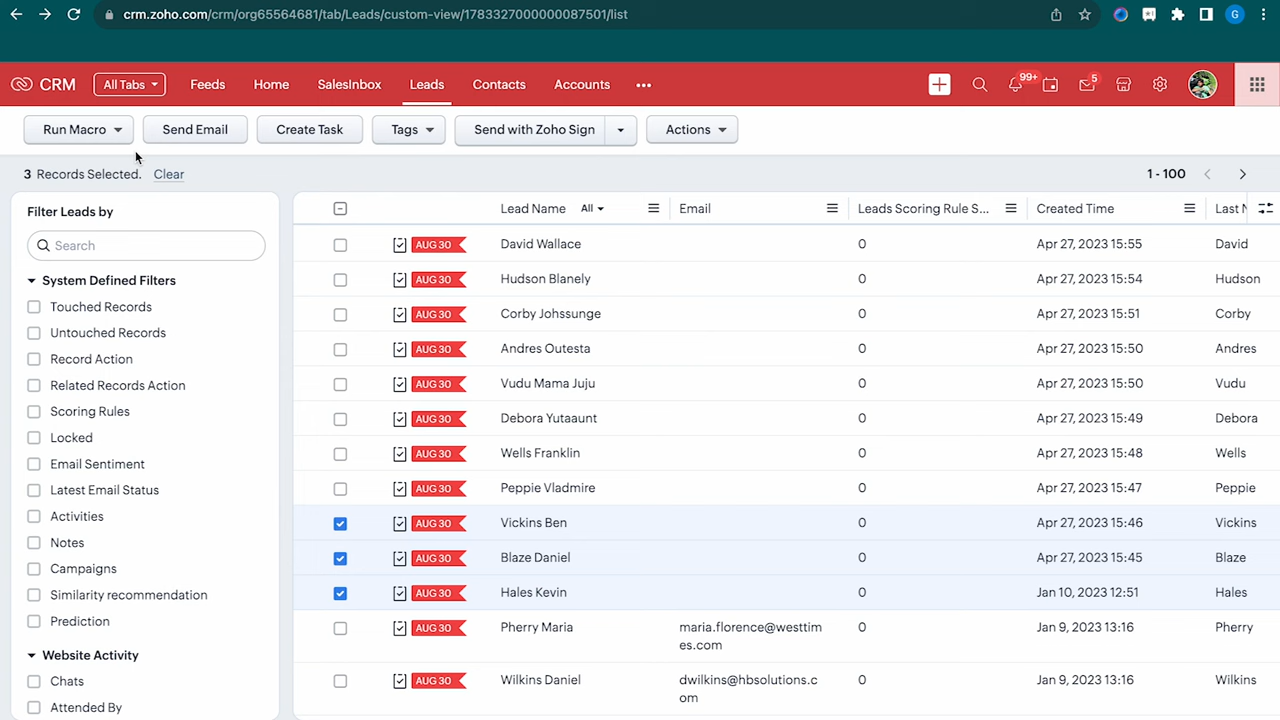 crm.zoho.com/crm/org65564681/tab/Leads/custom-view/1783327000000087501/list
G
CRM All Tabs Feeds Home SalesInbox Leads Contacts Accounts 99+ 5
Run Macro Send Email Create Task Tags Send with Zoho Sign Actions
3 Records Selected. Clear 1 - 100
Filter Leads by
Search
System Defined Filters
Touched Records
Untouched Records
Record Action
Related Records Action
Scoring Rules
Locked
Email Sentiment
Latest Email Status
Activities
Notes
Campaigns
Similarity recommendation
Prediction
Website Activity
Chats
Attended By
Lead Name All Email Leads Scoring Rule S... Created Time Last N
AUG 30 David Wallace 0 Apr 27, 2023 15:55 David
AUG 30 Hudson Blanely 0 Apr 27, 2023 15:54 Hudson
AUG 30 Corby Johssunge 0 Apr 27, 2023 15:51 Corby
AUG 30 Andres Outesta 0 Apr 27, 2023 15:50 Andres
AUG 30 Vudu Mama Juju 0 Apr 27, 2023 15:50 Vudu
AUG 30 Debora Yutaaunt 0 Apr 27, 2023 15:49 Debora
AUG 30 Wells Franklin 0 Apr 27, 2023 15:48 Wells
AUG 30 Peppie Vladmire 0 Apr 27, 2023 15:47 Peppie
AUG 30 Vickins Ben 0 Apr 27, 2023 15:46 Vickins
AUG 30 Blaze Daniel 0 Apr 27, 2023 15:45 Blaze
AUG 30 Hales Kevin 0 Jan 10, 2023 12:51 Hales
AUG 30 Pherry Maria maria.florence@westtim 0 Jan 9, 2023 13:16 Pherry
es.com
AUG 30 Wilkins Daniel dwilkins@hbsolutions.c 0 Jan 9, 2023 13:16 Wilkins
om